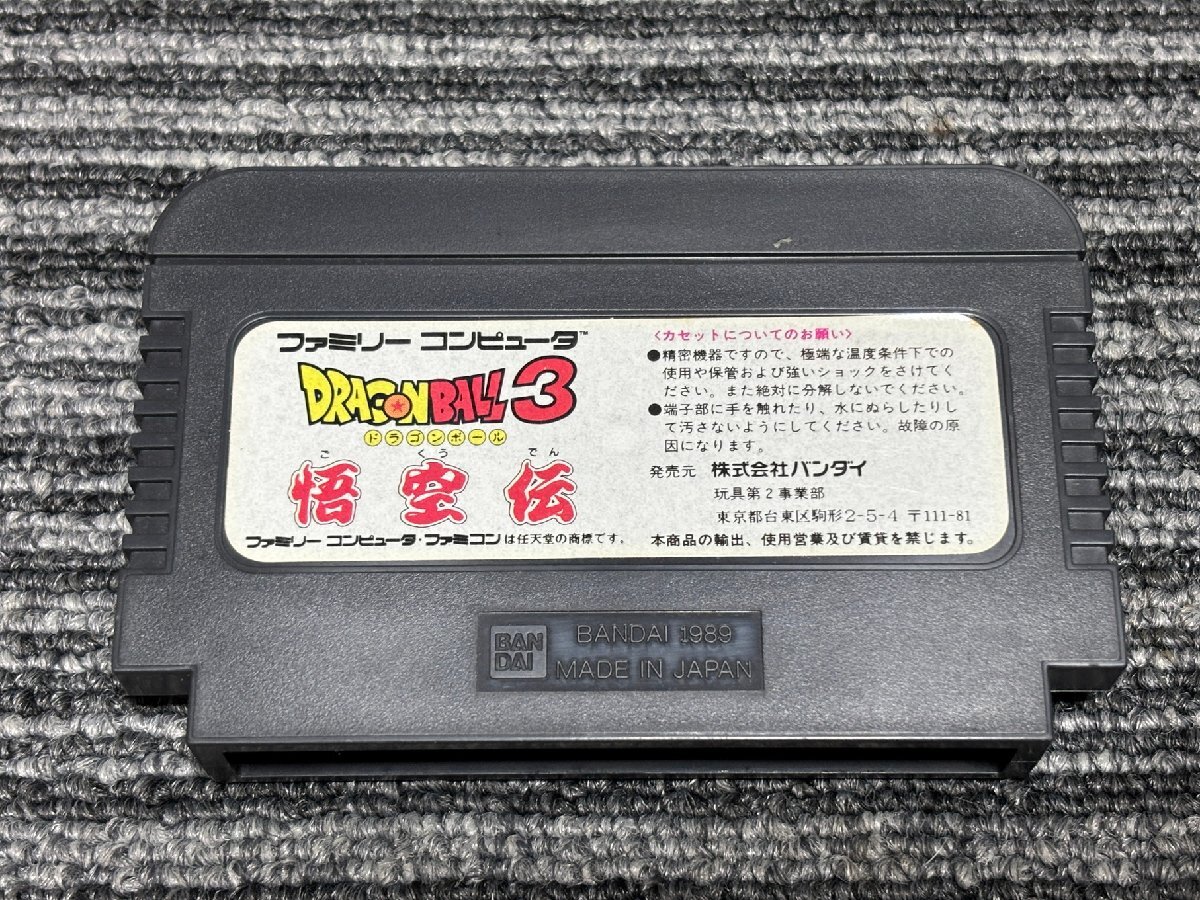 ファミリー コンピュータ™
DRAGON BALL 3
ドラゴンボール
ご くう でん
悟空伝
ファミリー コンピュータ・ファミコンは任天堂の商標です。
〈カセットについてのお願い〉
●精密機器ですので、極端な温度条件下での
使用や保管および強いショックをさけてく
ださい。また絶対に分解しないでください。
●端子部に手を触れたり、水にぬらしたりし
て汚さないようにしてください。故障の原
因になります。
発売元 株式会社バンダイ
玩具第2事業部
東京都台東区駒形2-5-4 〒111-81
本商品の輸出、使用営業及び賃貸を禁じます。
BAN
DAI
BANDAI 1989
MADE IN JAPAN